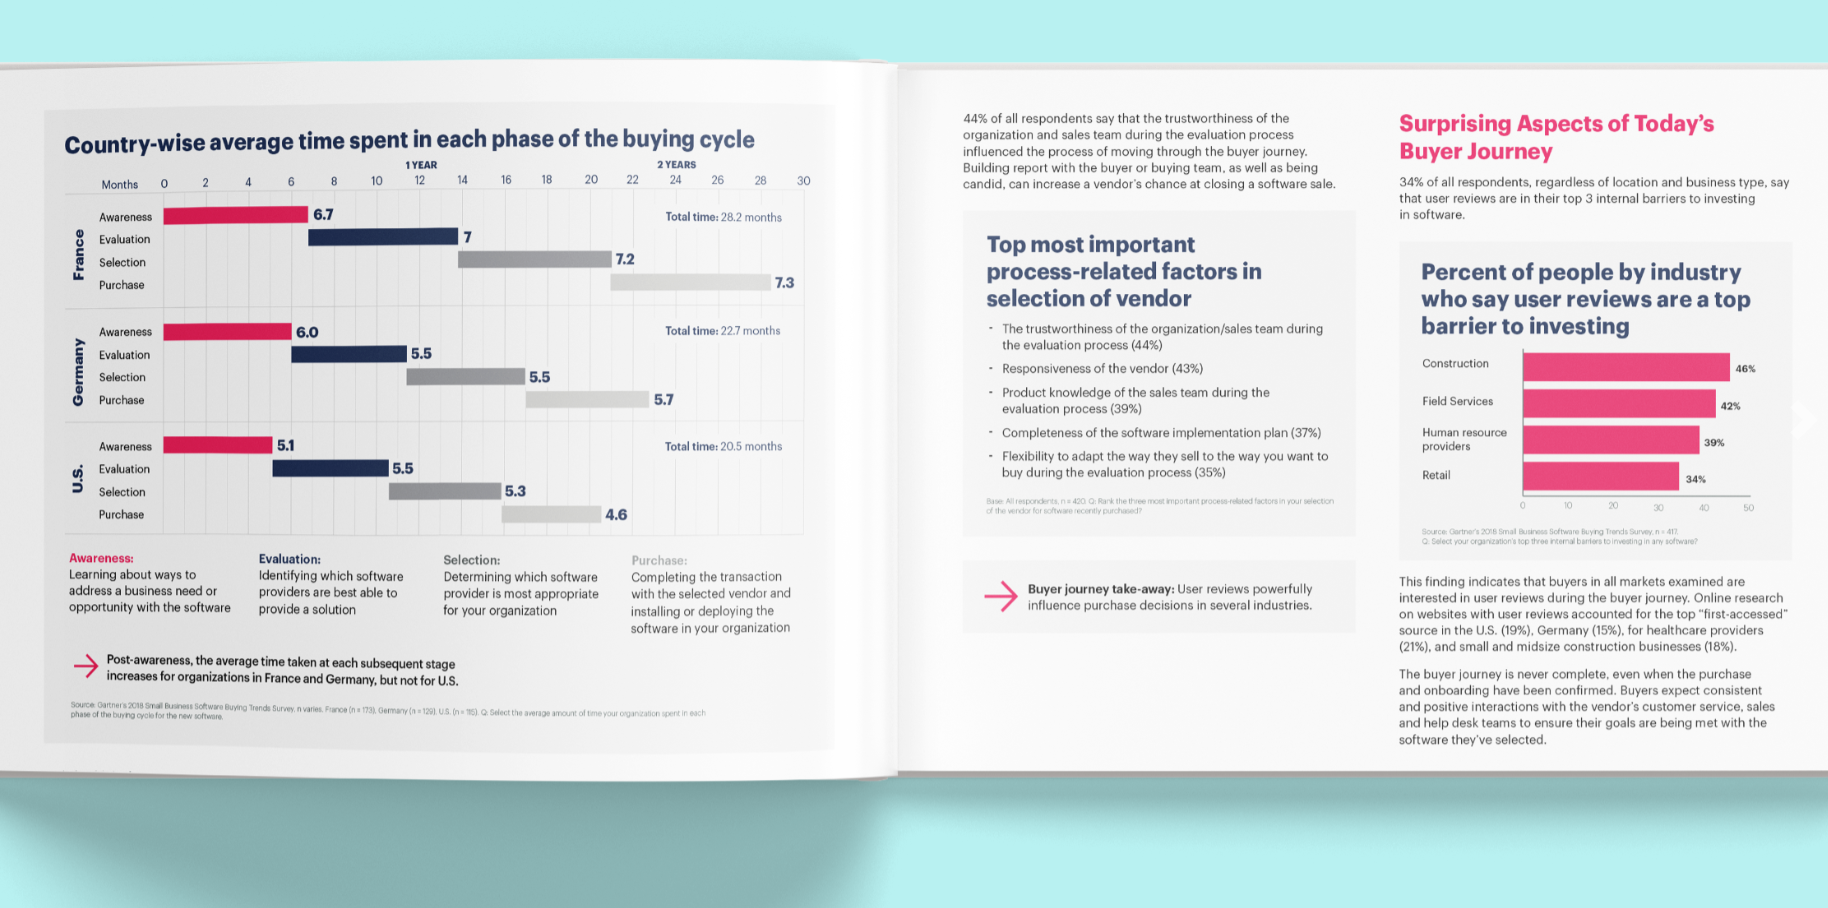 Country-wise average time spent in each phase of the buying cycle
1 YEAR 2 YEARS
Months 0 2 4 6 8 10 12 14 16 18 20 22 24 26 28 30
France
Awareness 6.7 Total time: 28.2 months
Evaluation 7
Selection 7.2
Purchase 7.3
Germany
Awareness 6.0 Total time: 22.7 months
Evaluation 5.5
Selection 5.5
Purchase 5.7
U.S.
Awareness 5.1 Total time: 20.5 months
Evaluation 5.5
Selection 5.3
Purchase 4.6
Awareness:
Learning about ways to
address a business need or
opportunity with the software
Evaluation:
Identifying which software
providers are best able to
provide a solution
Selection:
Determining which software
provider is most appropriate
for your organization
Purchase:
Completing the transaction
with the selected vendor and
installing or deploying the
software in your organization
Post-awareness, the average time taken at each subsequent stage
increases for organizations in France and Germany, but not for U.S.
Source: Gartner's 2018 Small Business Software Buying Trends Survey, n varies, France (n = 173), Germany (n = 129), U.S. (n = 115), Q: Select the average amount of time your organization spent in each
phase of the buying cycle for the new software.
44% of all respondents say that the trustworthiness of the
organization and sales team during the evaluation process
influenced the process of moving through the buyer journey.
Building report with the buyer or buying team, as well as being
candid, can increase a vendor's chance at closing a software sale.
Top most important
process-related factors in
selection of vendor
- The trustworthiness of the organization/sales team during
the evaluation process (44%)
- Responsiveness of the vendor (43%)
- Product knowledge of the sales team during the
evaluation process (39%)
- Completeness of the software implementation plan (37%)
- Flexibility to adapt the way they sell to the way you want to
buy during the evaluation process (35%)
Base: All respondents, n = 420. Q: Rank the three most important process-related factors in your selection
of the vendor for software recently purchased?
Buyer journey take-away: User reviews powerfully
influence purchase decisions in several industries.
Surprising Aspects of Today's
Buyer Journey
34% of all respondents, regardless of location and business type, say
that user reviews are in their top 3 internal barriers to investing
in software.
Percent of people by industry
who say user reviews are a top
barrier to investing
Construction 46%
Field Services 42%
Human resource
providers 39%
Retail 34%
0 10 20 30 40 50
Source: Gartner's 2018 Small Business Software Buying Trends Survey, n = 417.
Q: Select your organization's top three internal barriers to investing in any software?
This finding indicates that buyers in all markets examined are
interested in user reviews during the buyer journey. Online research
on websites with user reviews accounted for the top "first-accessed"
source in the U.S. (19%), Germany (15%), for healthcare providers
(21%), and small and midsize construction businesses (18%).
The buyer journey is never complete, even when the purchase
and onboarding have been confirmed. Buyers expect consistent
and positive interactions with the vendor's customer service, sales
and help desk teams to ensure their goals are being met with the
software they've selected.